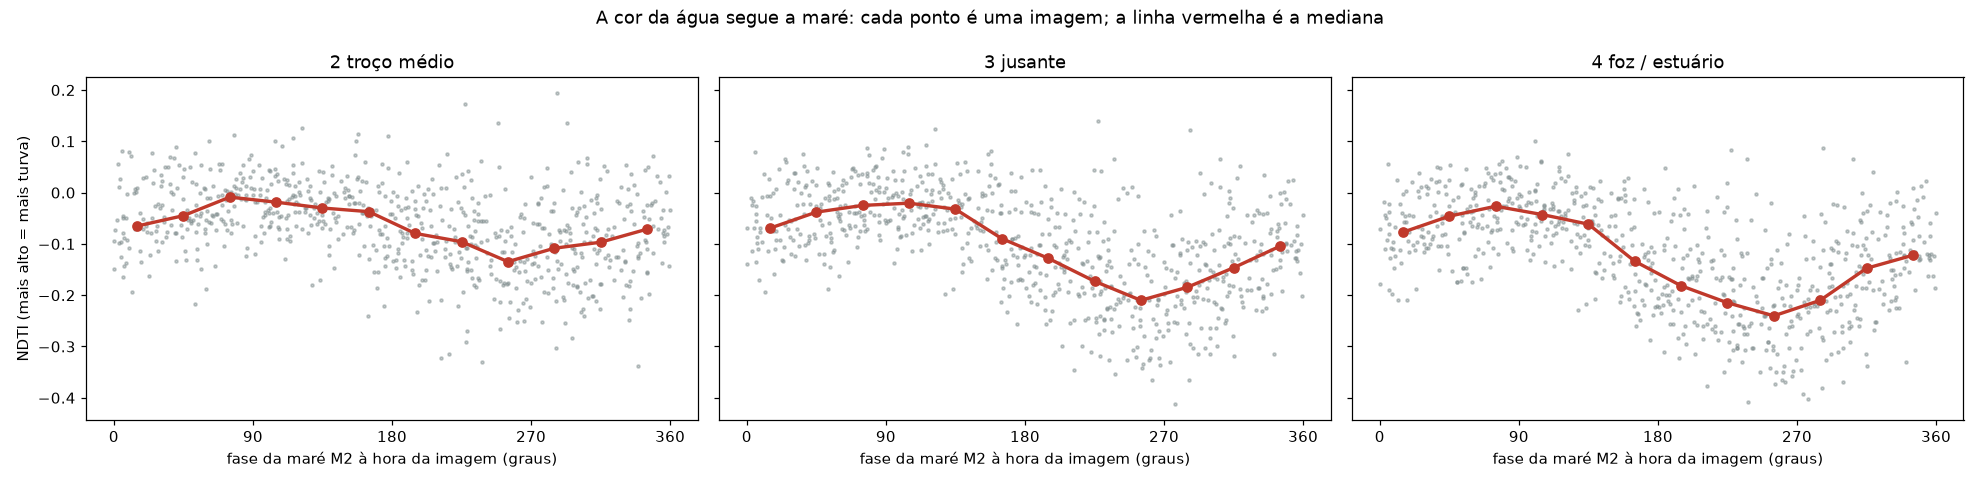 A cor da água segue a maré: cada ponto é uma imagem; a linha vermelha é a mediana
2 troço médio
3 jusante
4 foz / estuário
NDTI (mais alto = mais turva)
0.2
0.1
0.0
−0.1
−0.2
−0.3
−0.4
0 90 180 270 360
0 90 180 270 360
0 90 180 270 360
fase da maré M2 à hora da imagem (graus)
fase da maré M2 à hora da imagem (graus)
fase da maré M2 à hora da imagem (graus)